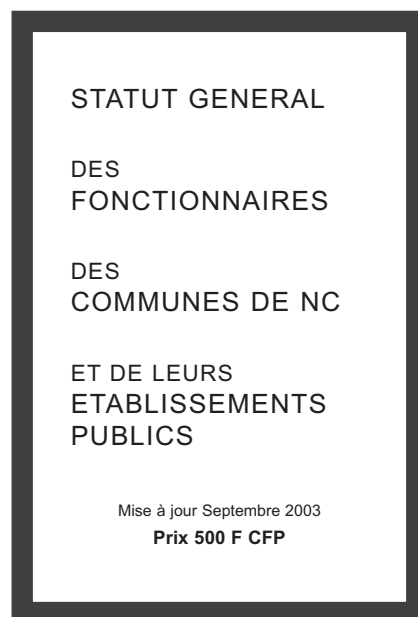 STATUT GENERAL
DES
FONCTIONNAIRES
DES
COMMUNES DE NC
ET DE LEURS
ETABLISSEMENTS
PUBLICS
Mise à jour Septembre 2003
Prix 500 F CFP